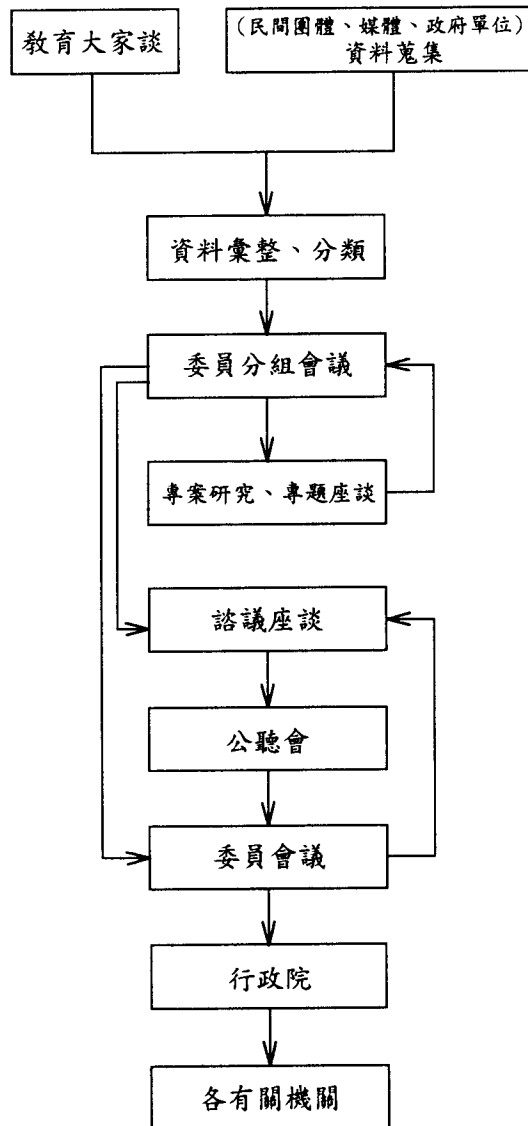 教育大家談
(民間團體、媒體、政府單位)
資料蒐集
資料彙整、分類
委員分組會議
專案研究、專題座談
諮議座談
公聽會
委員會議
行政院
各有關機關